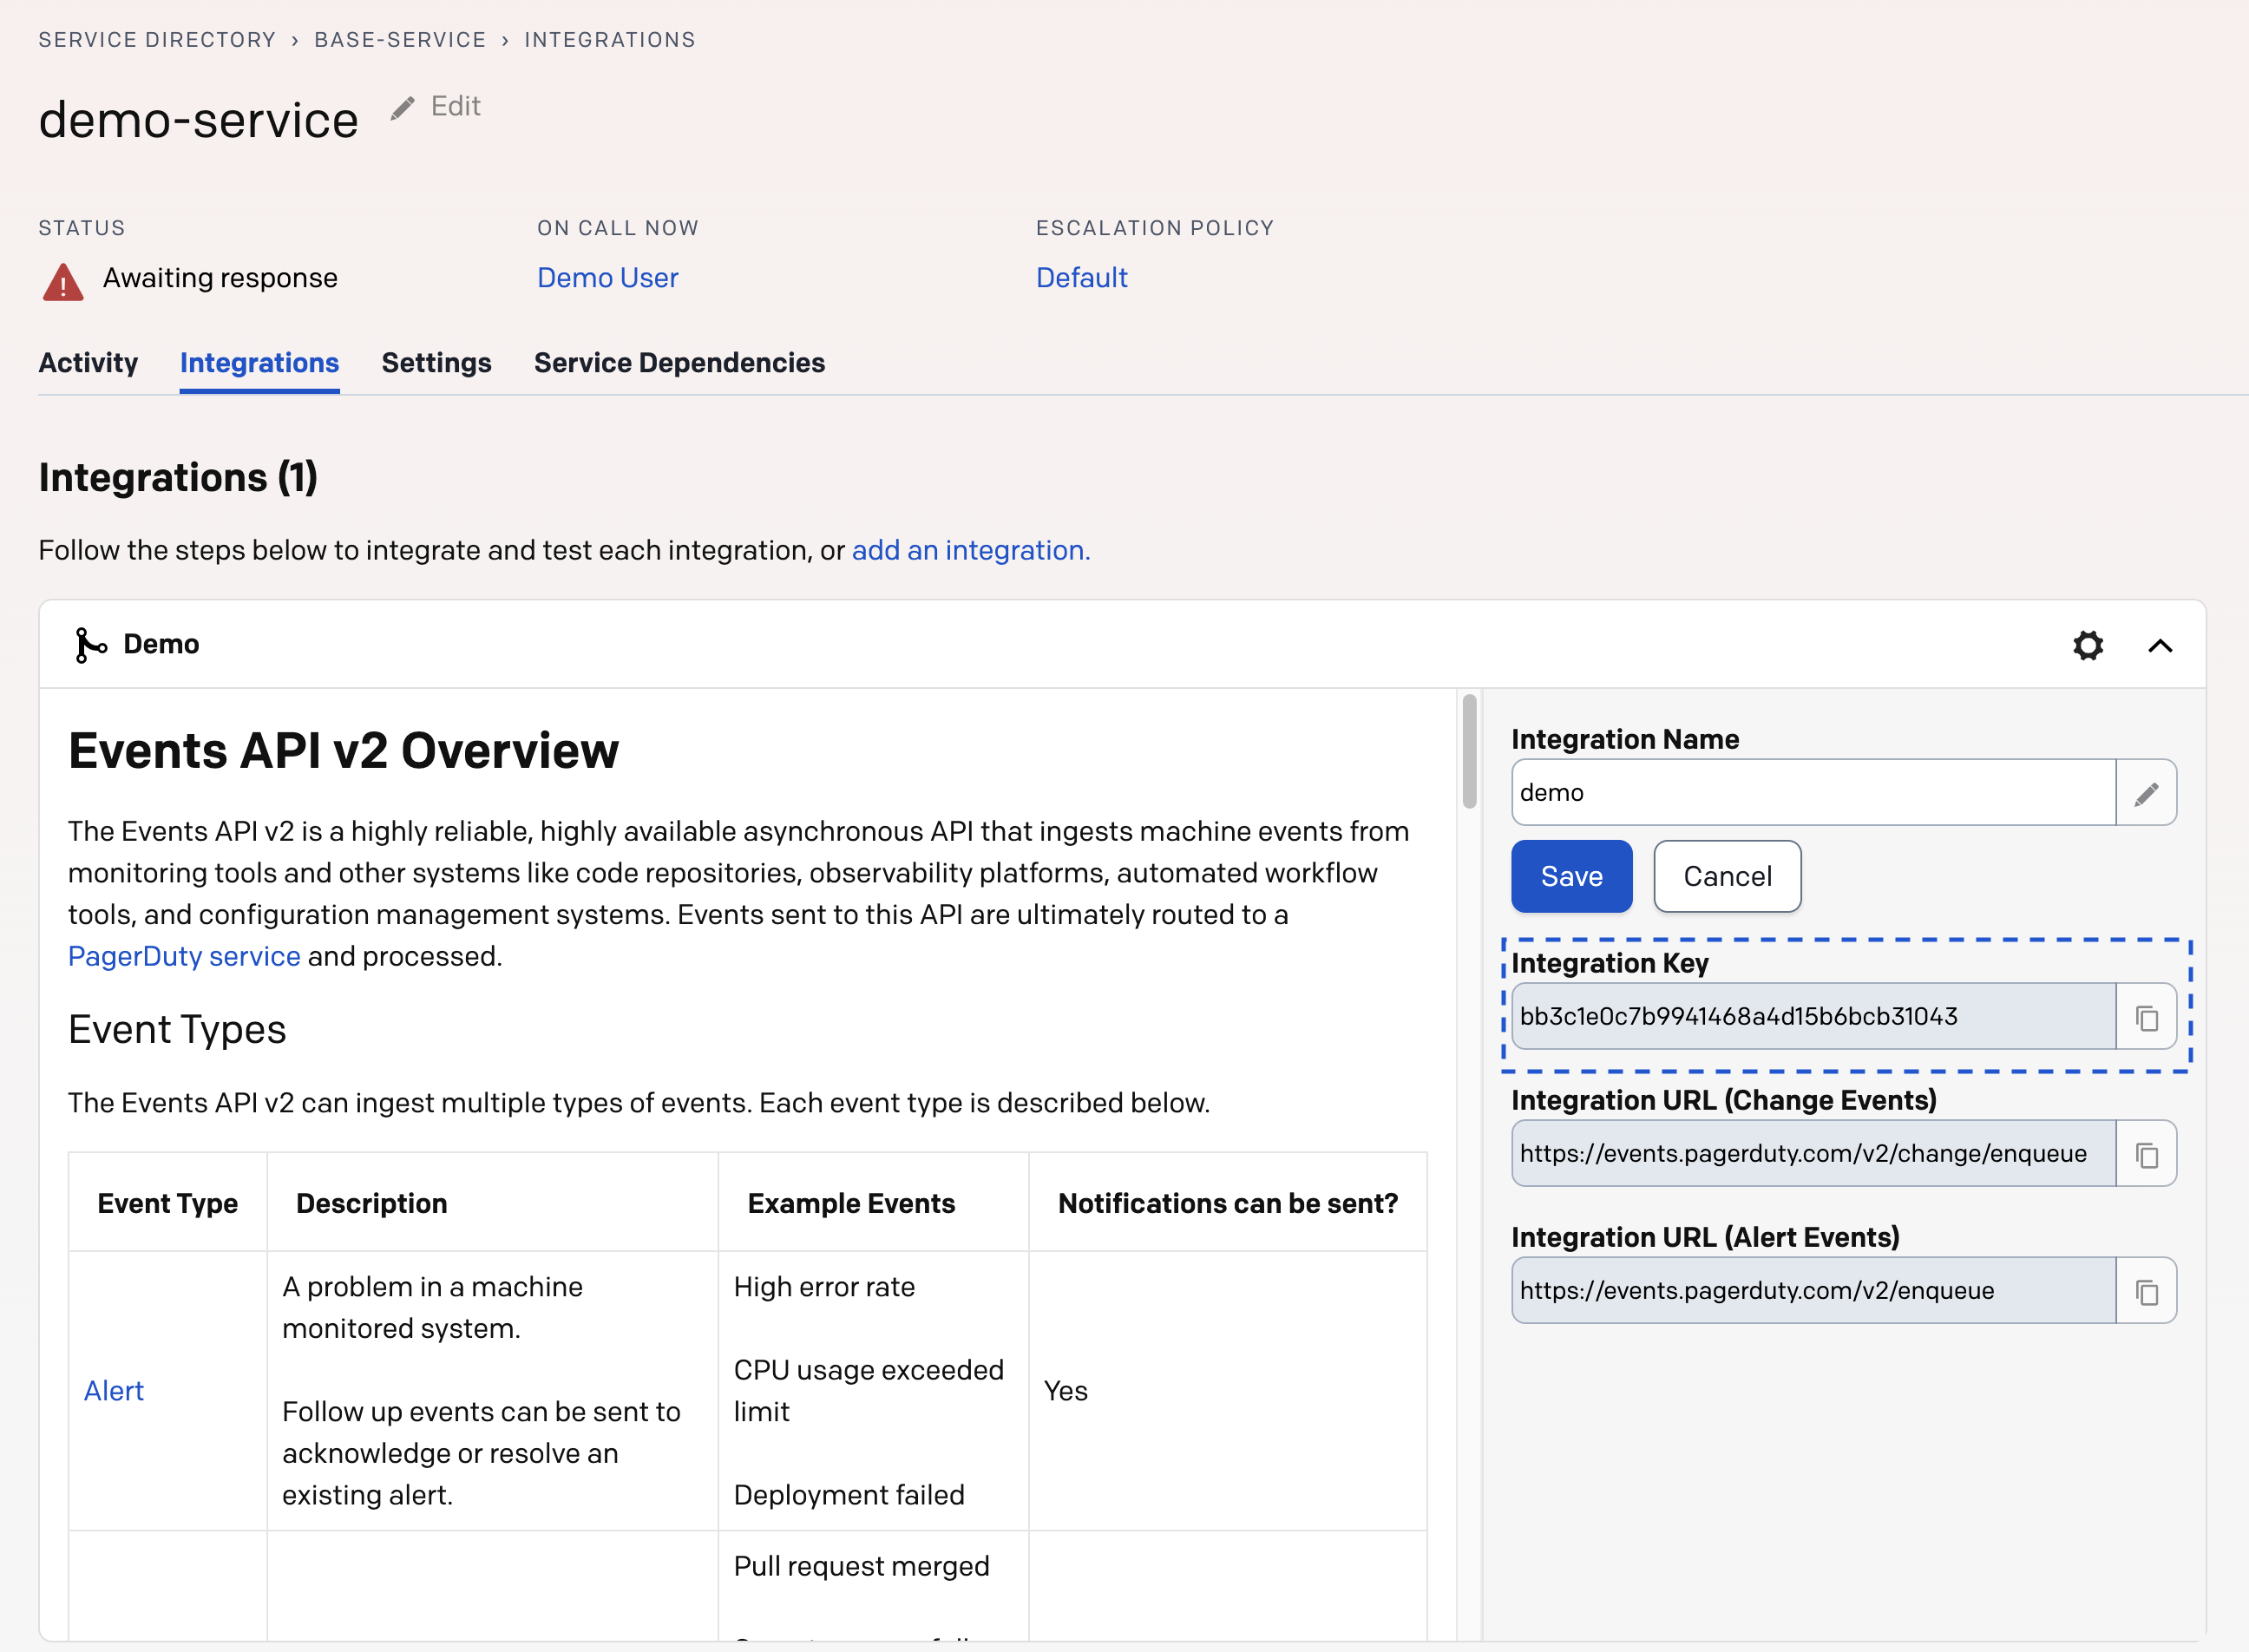 SERVICE DIRECTORY › BASE-SERVICE › INTEGRATIONS
demo-service Edit
STATUS ON CALL NOW ESCALATION POLICY
Awaiting response Demo User Default
Activity Integrations Settings Service Dependencies
Integrations (1)
Follow the steps below to integrate and test each integration, or add an integration.
Demo
Events API v2 Overview
The Events API v2 is a highly reliable, highly available asynchronous API that ingests machine events from
monitoring tools and other systems like code repositories, observability platforms, automated workflow
tools, and configuration management systems. Events sent to this API are ultimately routed to a
PagerDuty service and processed.
Event Types
The Events API v2 can ingest multiple types of events. Each event type is described below.
Event Type Description Example Events Notifications can be sent?
Alert
A problem in a machine
monitored system.
Follow up events can be sent to
acknowledge or resolve an
existing alert.
High error rate
CPU usage exceeded
limit
Deployment failed
Yes
Pull request merged
Integration Name
demo
Save Cancel
Integration Key
bb3c1e0c7b9941468a4d15b6bcb31043
Integration URL (Change Events)
https://events.pagerduty.com/v2/change/enqueue
Integration URL (Alert Events)
https://events.pagerduty.com/v2/enqueue